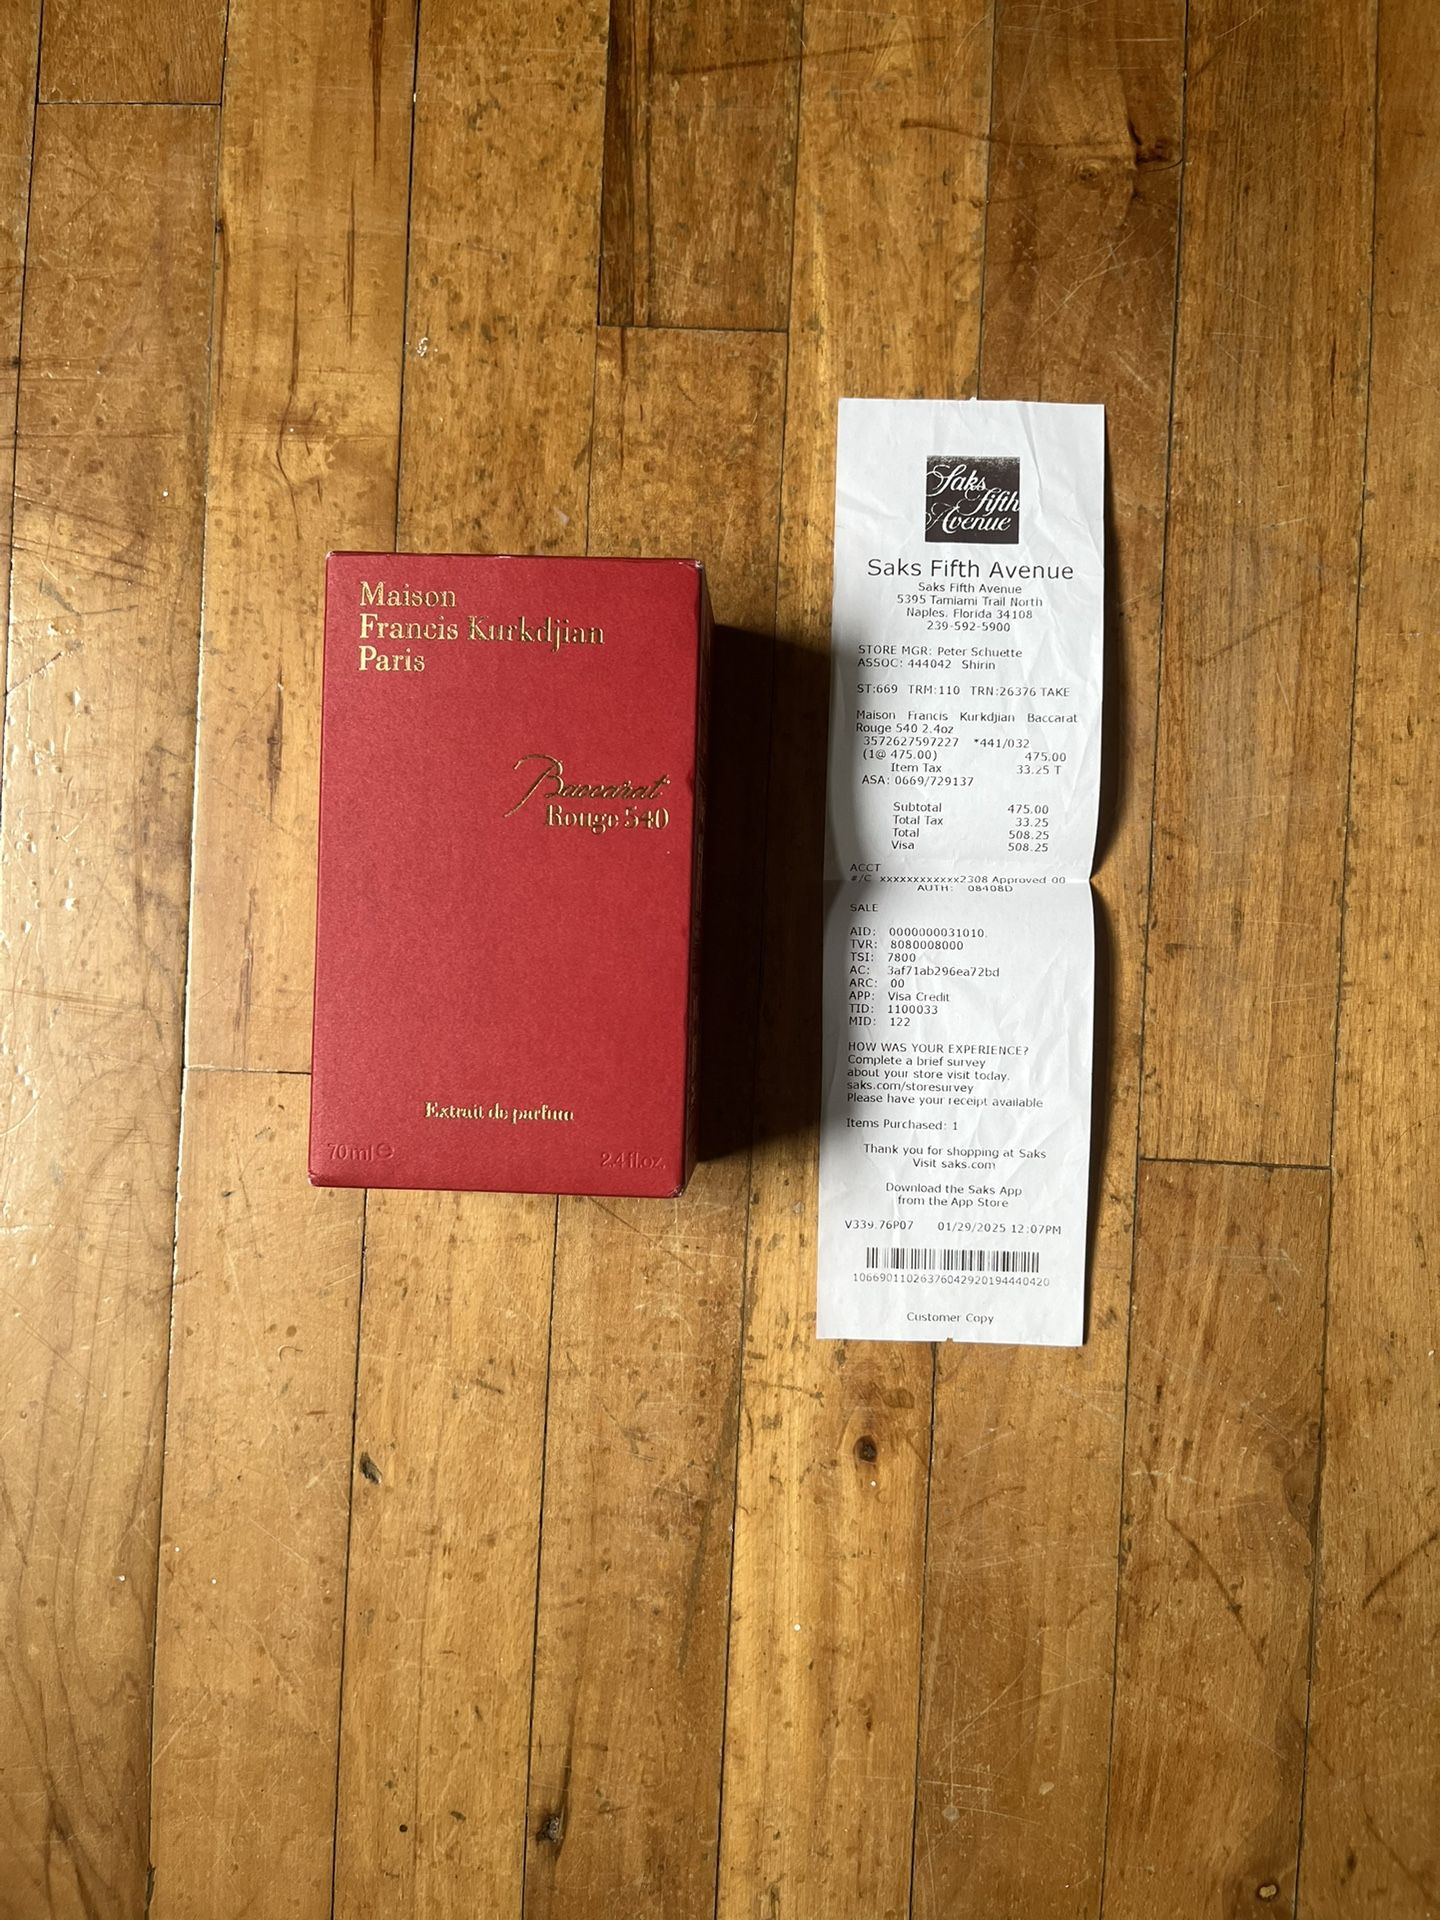 Maison
Francis Kurkdjian
Paris
Baccarat
Rouge 540
Extrait de parfum
70 ml ℮
2.4 fl.oz.
Saks
Fifth
Avenue
Saks Fifth Avenue
Saks Fifth Avenue
5395 Tamiami Trail North
Naples, Florida 34108
239-592-5900
STORE MGR: Peter Schuette
ASSOC: 444042 Shirin
ST:669 TRM:110 TRN:26376 TAKE
Maison Francis Kurkdjian Baccarat
Rouge 540 2.4oz
3572627597227 *441/032
(1@ 475.00) 475.00
Item Tax 33.25 T
ASA: 0669/729137
Subtotal 475.00
Total Tax 33.25
Total 508.25
Visa 508.25
ACCT
#/C xxxxxxxxxxxx2308 Approved 00
AUTH: 08408D
SALE
AID: 0000000031010.
TVR: 8080008000
TSI: 7800
AC: 3af71ab296ea72bd
ARC: 00
APP: Visa Credit
TID: 1100033
MID: 122
HOW WAS YOUR EXPERIENCE?
Complete a brief survey
about your store visit today.
saks.com/storesurvey
Please have your receipt available
Items Purchased: 1
Thank you for shopping at Saks
Visit saks.com
Download the Saks App
from the App Store
V339.76P07 01/29/2025 12:07PM
10669011026376042920194440420
Customer Copy